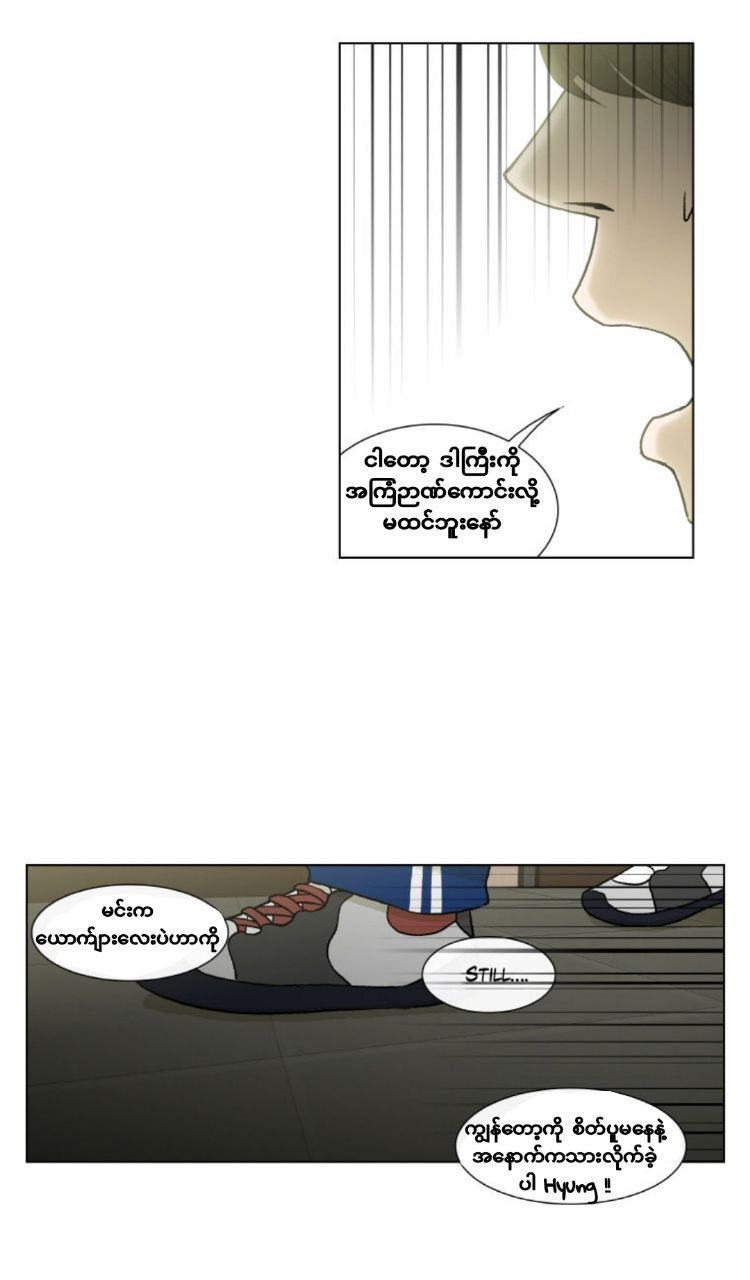 ငါတော့ ဒါကြီးကို
အကြံဉာဏ်ကောင်းလို့
မထင်ဘူးနော်
မင်းက
ယောက်ျားလေးပဲဟာကို
STILL....
ကျွန်တော့ကို စိတ်ပူမနေနဲ့
အနောက်ကသားလိုက်ခဲ့
ပါ Hyung !!